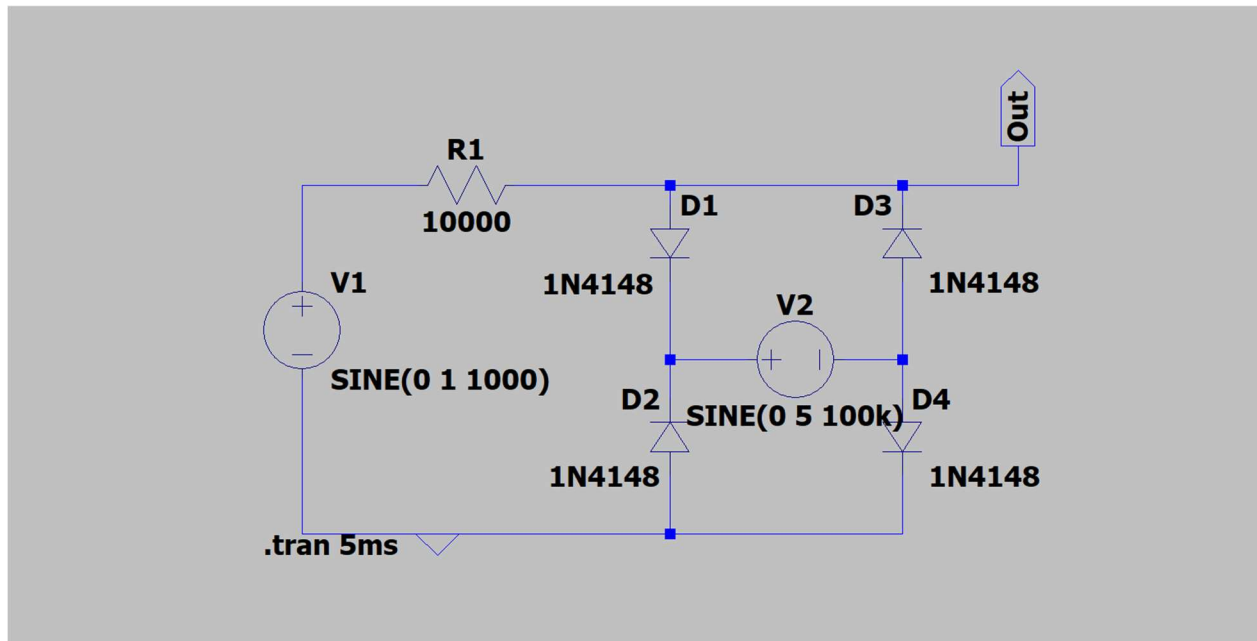 Out
R1
10000
D1
D3
1N4148
1N4148
V1
V2
SINE(0 1 1000)
SINE(0 5 100k)
D2
D4
1N4148
1N4148
.tran 5ms